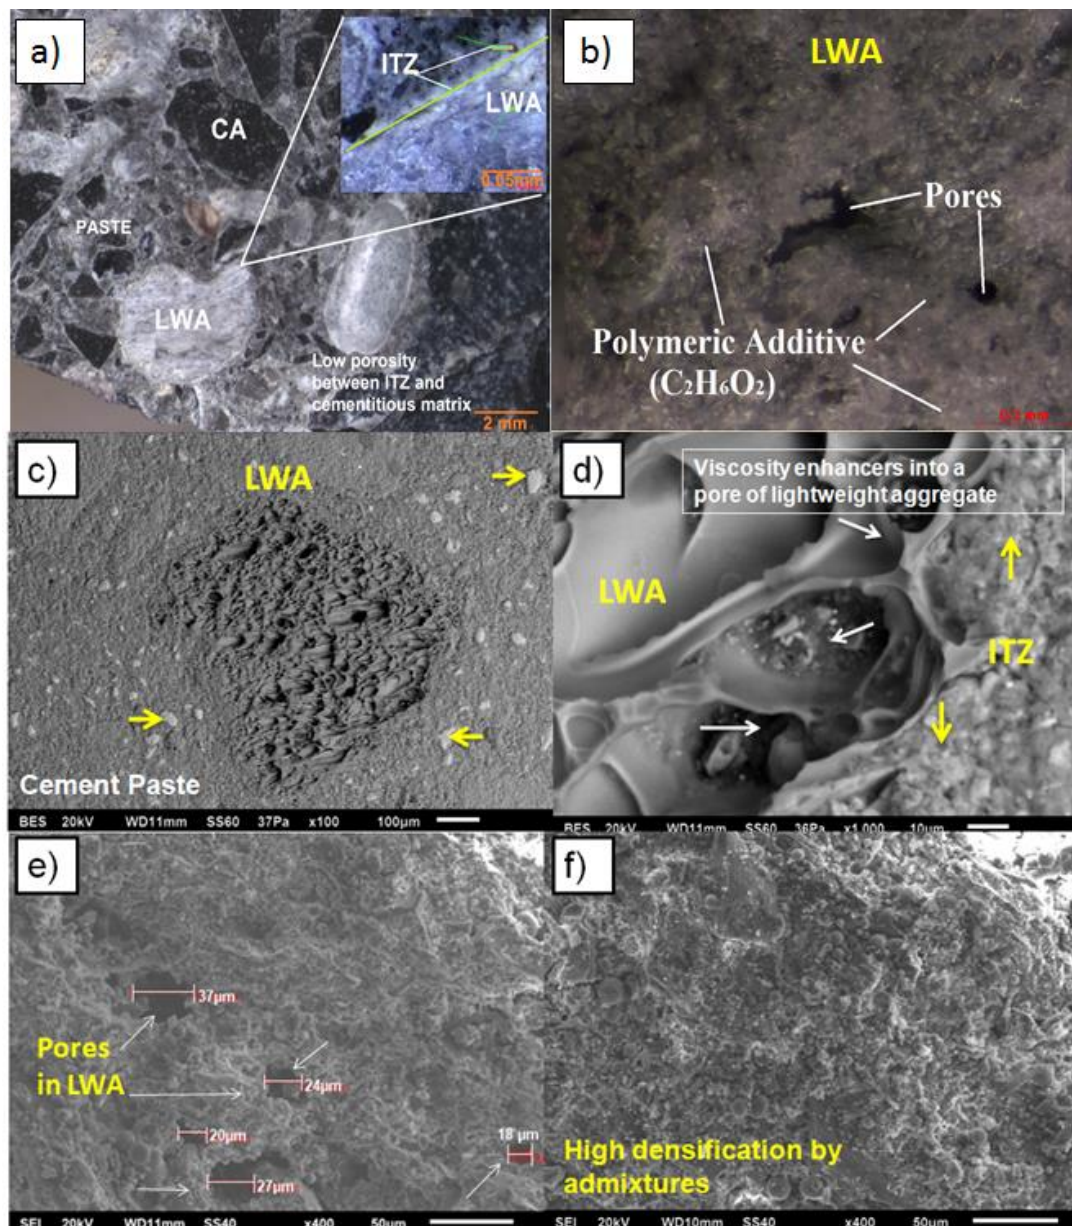 a)
ITZ
LWA
0.05mm
CA
PASTE
LWA
Low porosity
between ITZ and
cementitious matrix
2 mm
b)
LWA
Pores
Polymeric Additive
(C₂H₆O₂)
mm
c)
LWA
Cement Paste
BES 20kV WD11mm SS60 37Pa x100 100µm
d)
Viscosity enhancers into a
pore of lightweight aggregate
LWA
ITZ
BES 20kV WD11mm SS60 36Pa x1,000 10µm
e)
37µm
Pores
in LWA
24µm
20µm
18 µm
27µm
SEI 20kV WD11mm SS40 x400 50µm
f)
High densification by
admixtures
SEI 20kV WD10mm SS40 x400 50µm